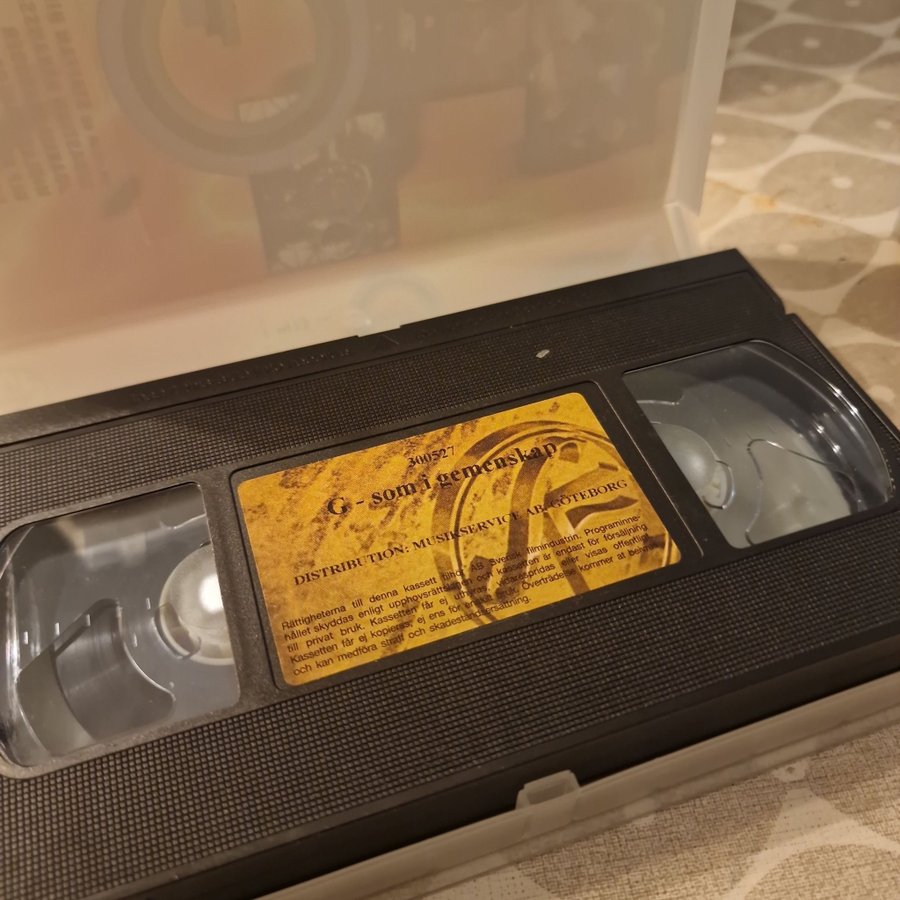 300527
G - som i gemenskap
DISTRIBUTION: MUSIKSERVICE AB, GÖTEBORG
Rättigheterna till denna kassett tillhör AB Svensk filmindustri. Programinne-
hållet skyddas enligt upphovsrättslagen och kassetten är endast för försäljning
till privat bruk. Kassetten får ej uthyras, vidarespridas eller visas offentligt.
Kassetten får ej kopieras, ej ens för enskilt bruk. Överträdelse kommer at beivras
och kan medföra straff och skadeståndsersättning.